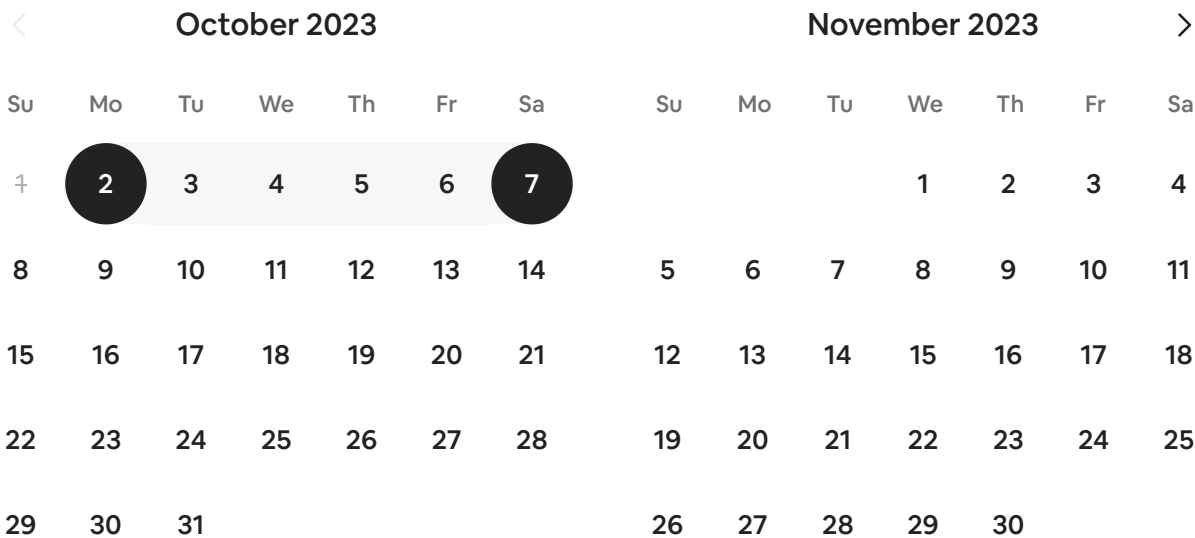 October 2023
Su Mo Tu We Th Fr Sa
1 2 3 4 5 6 7
8 9 10 11 12 13 14
15 16 17 18 19 20 21
22 23 24 25 26 27 28
29 30 31
November 2023
Su Mo Tu We Th Fr Sa
1 2 3 4
5 6 7 8 9 10 11
12 13 14 15 16 17 18
19 20 21 22 23 24 25
26 27 28 29 30